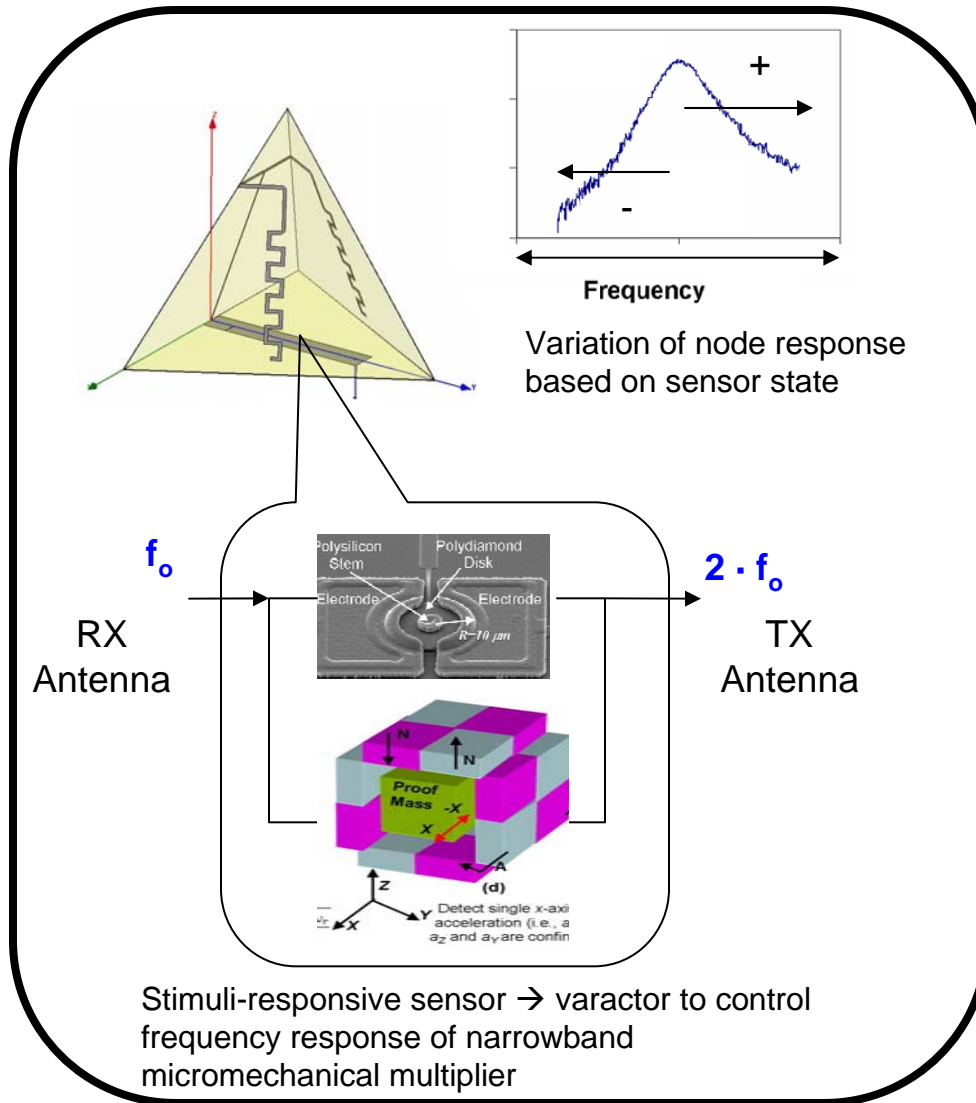 Z
Y
+
-
Frequency
Variation of node response
based on sensor state
fo
RX
Antenna
2 · fo
TX
Antenna
Polysilicon
Stem
Polydiamond
Disk
Electrode
Electrode
R~10 μm
N
N
Proof
Mass
-X
X
A
(d)
Z
Y
X
Detect single x-axi
acceleration (i.e., a
aZ and aY are confin
Stimuli-responsive sensor → varactor to control
frequency response of narrowband
micromechanical multiplier